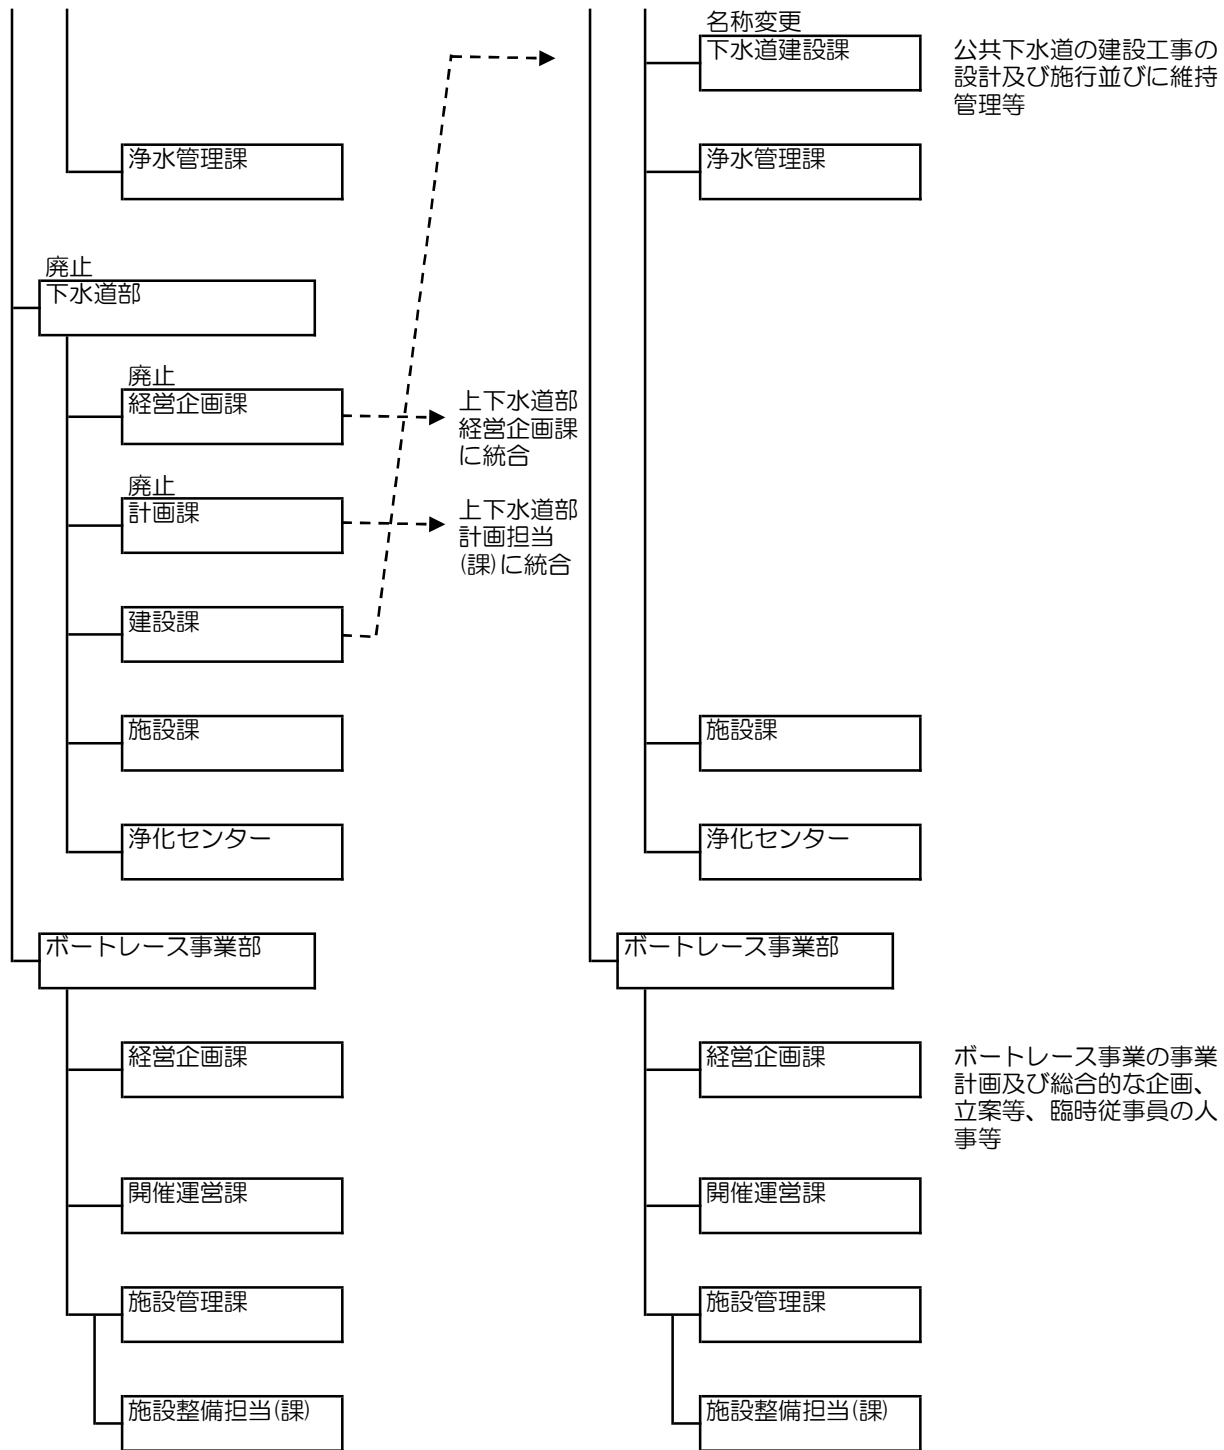 名称変更
下水道建設課
公共下水道の建設工事の
設計及び施行並びに維持
管理等
浄水管理課
浄水管理課
廃止
下水道部
廃止
経営企画課
上下水道部
経営企画課
に統合
廃止
計画課
上下水道部
計画担当
(課)に統合
建設課
施設課
施設課
浄化センター
浄化センター
ボートレース事業部
ボートレース事業部
経営企画課
経営企画課
ボートレース事業の事業
計画及び総合的な企画、
立案等、臨時従事員の人
事等
開催運営課
開催運営課
施設管理課
施設管理課
施設整備担当(課)
施設整備担当(課)